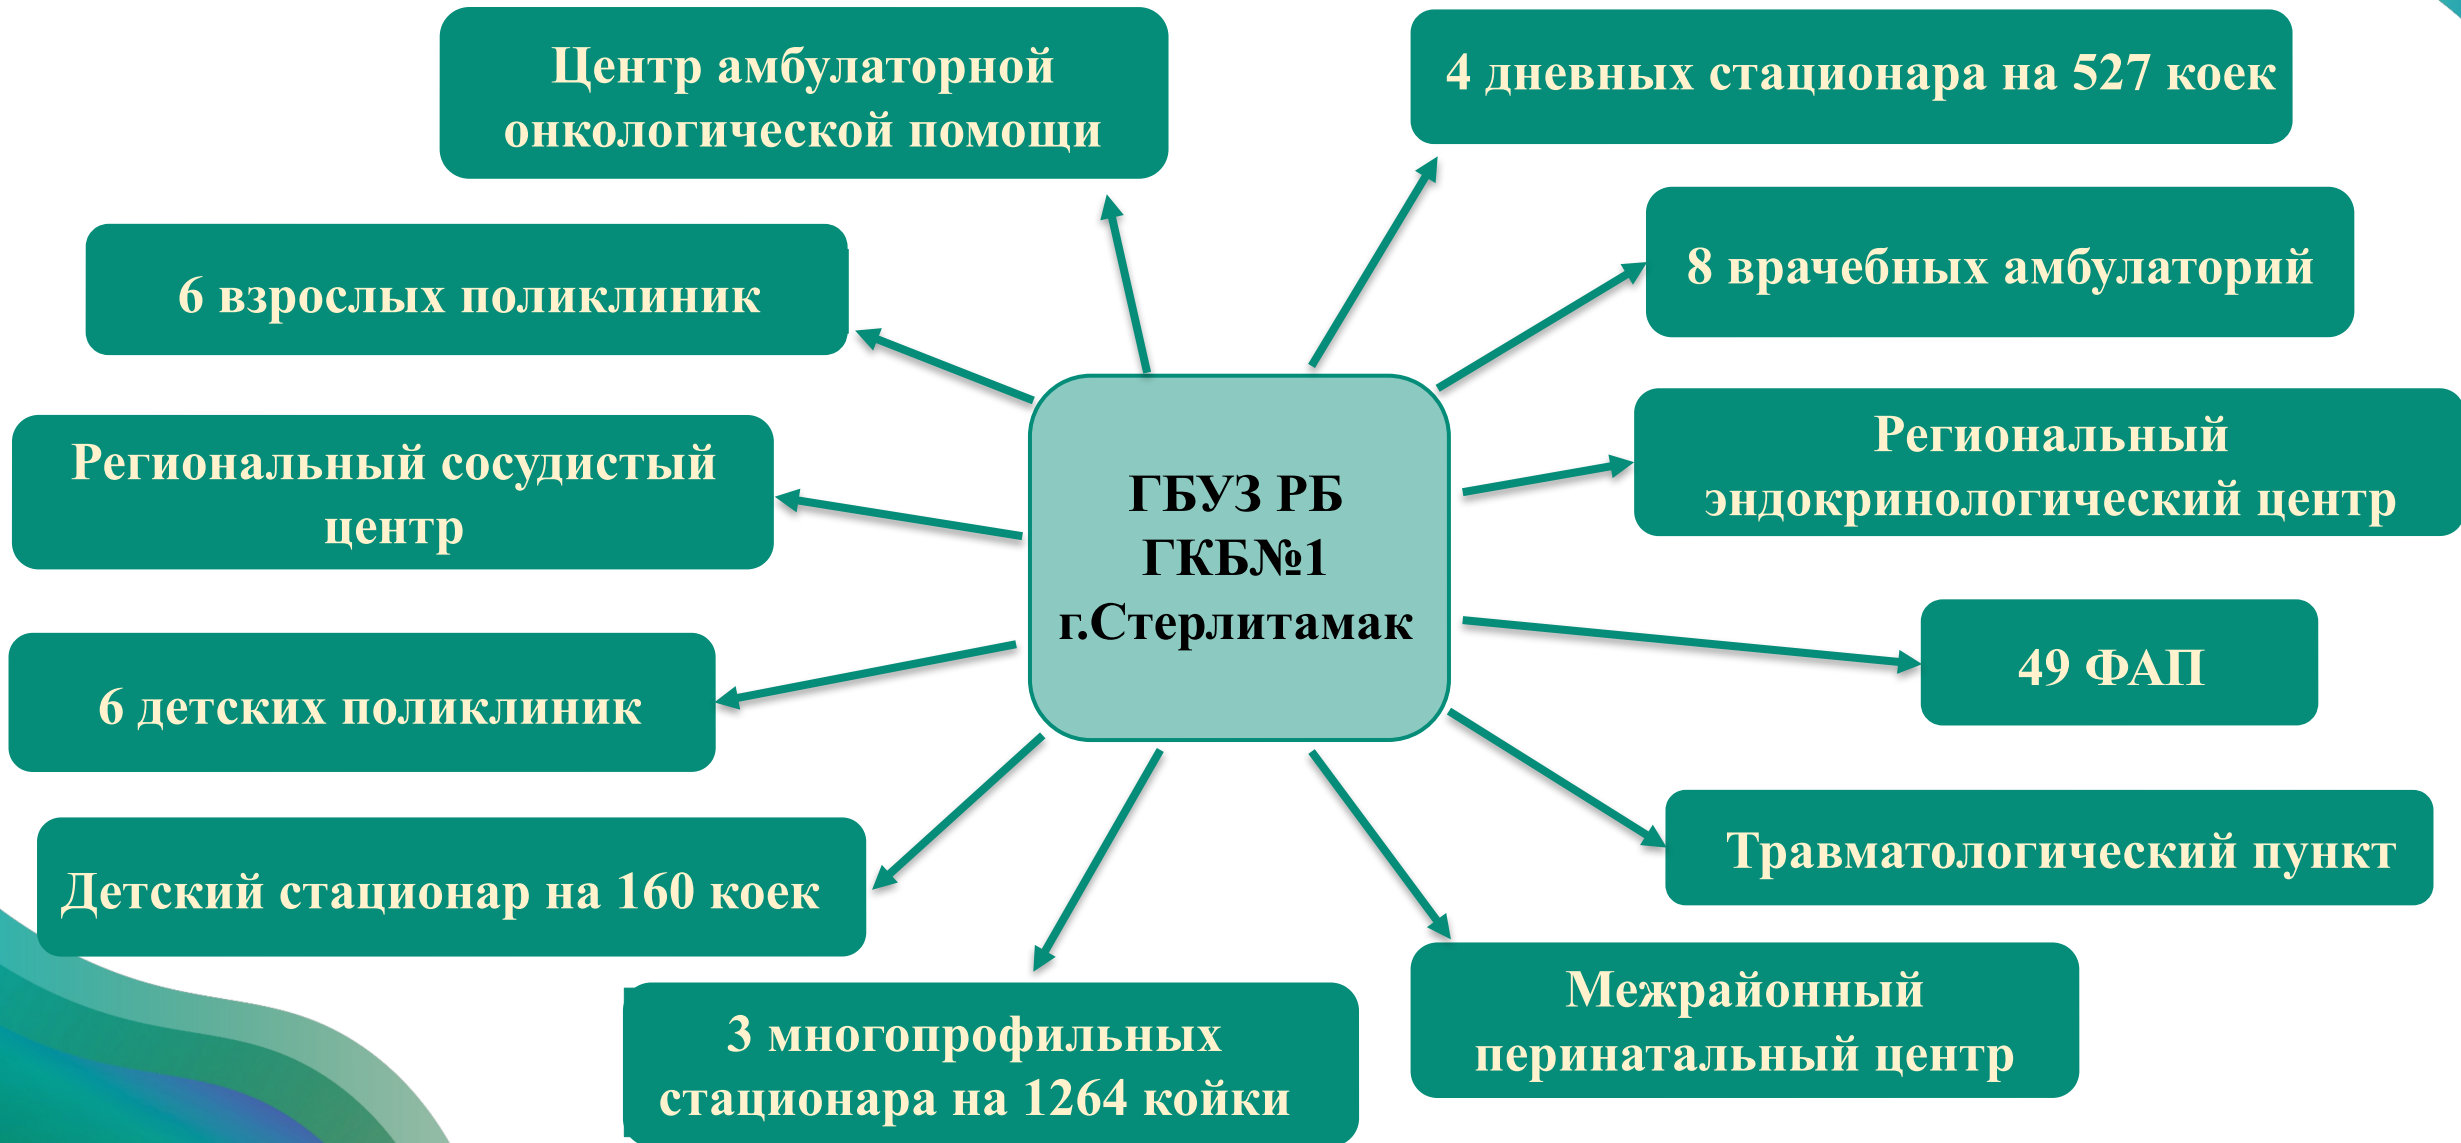 Центр амбулаторной
онкологической помощи
4 дневных стационара на 527 коек
6 взрослых поликлиник
8 врачебных амбулаторий
Региональный сосудистый
центр
ГБУЗ РБ
ГКБ№1
г.Стерлитамак
Региональный
эндокринологический центр
6 детских поликлиник
49 ФАП
Детский стационар на 160 коек
Травматологический пункт
3 многопрофильных
стационара на 1264 койки
Межрайонный
перинатальный центр